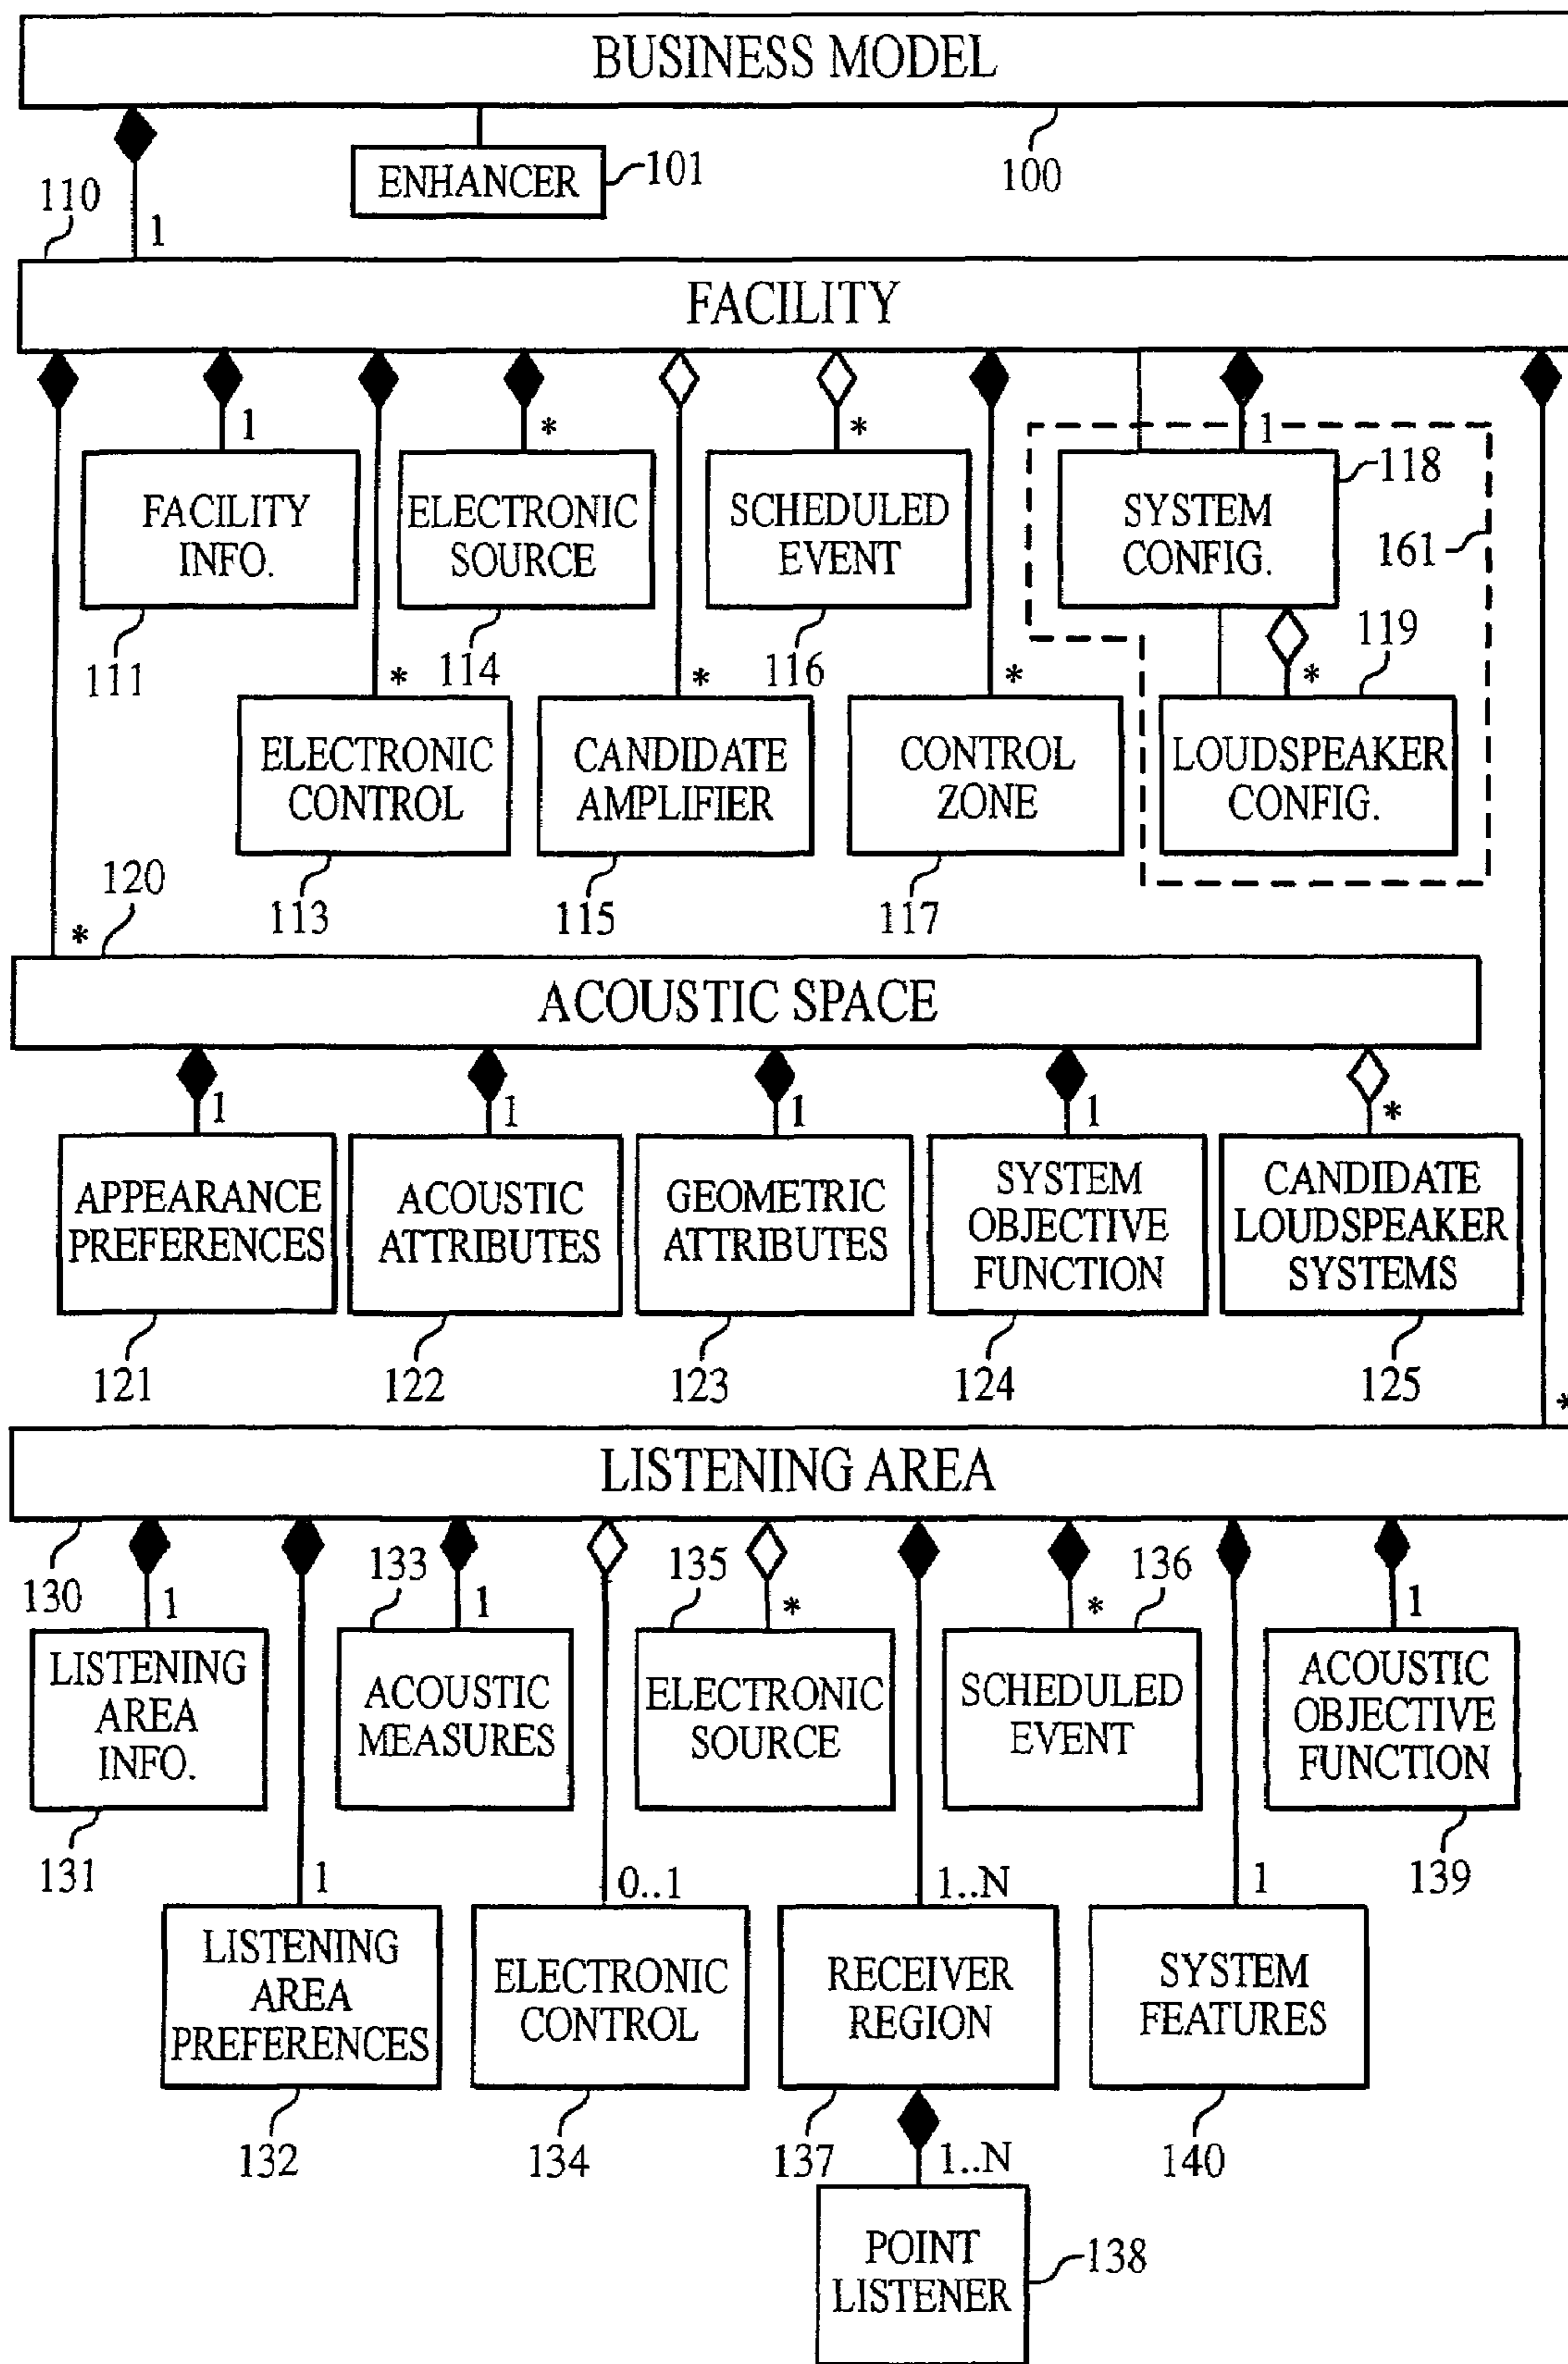 BUSINESS MODEL
ENHANCER
101
100
110
1
FACILITY
1
*
*
1
FACILITY
INFO.
ELECTRONIC
SOURCE
SCHEDULED
EVENT
SYSTEM
CONFIG.
118
161
111
*
114
*
116
*
*
119
ELECTRONIC
CONTROL
CANDIDATE
AMPLIFIER
CONTROL
ZONE
LOUDSPEAKER
CONFIG.
113
115
117
120
*
ACOUSTIC SPACE
1
1
1
1
*
APPEARANCE
PREFERENCES
ACOUSTIC
ATTRIBUTES
GEOMETRIC
ATTRIBUTES
SYSTEM
OBJECTIVE
FUNCTION
CANDIDATE
LOUDSPEAKER
SYSTEMS
121
122
123
124
125
*
LISTENING AREA
130
133
135
136
1
1
*
*
1
LISTENING
AREA
INFO.
ACOUSTIC
MEASURES
ELECTRONIC
SOURCE
SCHEDULED
EVENT
ACOUSTIC
OBJECTIVE
FUNCTION
131
139
1
0..1
1..N
1
LISTENING
AREA
PREFERENCES
ELECTRONIC
CONTROL
RECEIVER
REGION
SYSTEM
FEATURES
132
134
137
140
1..N
POINT
LISTENER
138